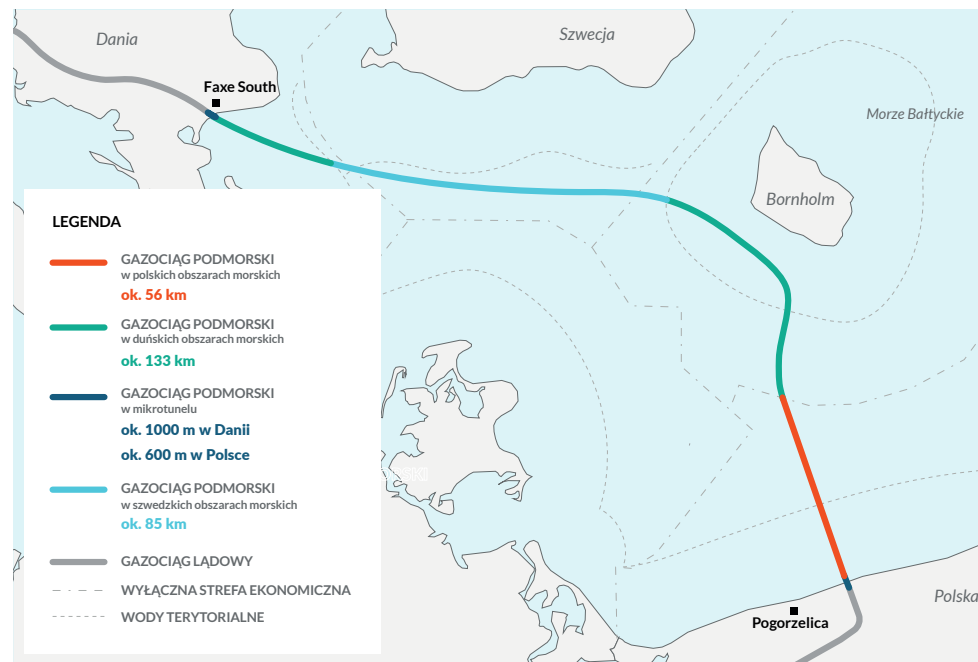 Dania
Szwecja
Faxe South
Morze Bałtyckie
Bornholm
LEGENDA
GAZOCIĄG PODMORSKI
w polskich obszarach morskich
ok. 56 km
GAZOCIĄG PODMORSKI
w duńskich obszarach morskich
ok. 133 km
GAZOCIĄG PODMORSKI
w mikrotunelu
ok. 1000 m w Danii
ok. 600 m w Polsce
GAZOCIĄG PODMORSKI
w szwedzkich obszarach morskich
ok. 85 km
GAZOCIĄG LĄDOWY
WYŁĄCZNA STREFA EKONOMICZNA
WODY TERYTORIALNE
Polska
Pogorzelica